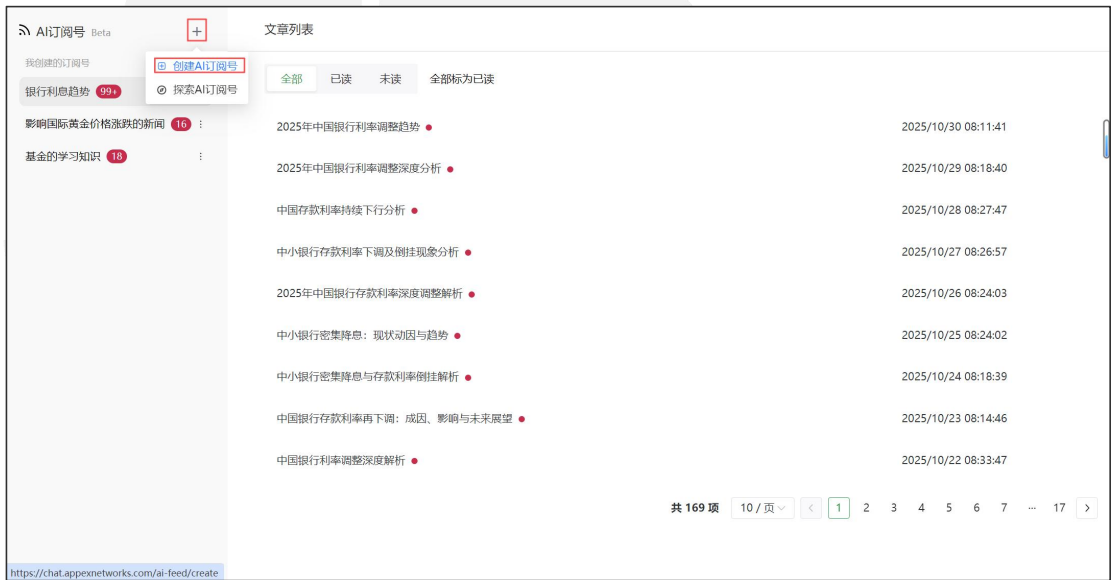 AI订阅号 Beta
+
文章列表
我创建的订阅号
创建AI订阅号
探索AI订阅号
银行利息趋势 99+
影响国际黄金价格涨跌的新闻 16
基金的学习知识 18
全部 已读 未读 全部标为已读
2025年中国银行利率调整趋势 2025/10/30 08:11:41
2025年中国银行利率调整深度分析 2025/10/29 08:18:40
中国存款利率持续下行分析 2025/10/28 08:27:47
中小银行存款利率下调及倒挂现象分析 2025/10/27 08:26:57
2025年中国银行存款利率深度调整解析 2025/10/26 08:24:03
中小银行密集降息：现状动因与趋势 2025/10/25 08:24:02
中小银行密集降息与存款利率倒挂解析 2025/10/24 08:18:39
中国银行存款利率再下调：成因、影响与未来展望 2025/10/23 08:14:46
中国银行利率调整深度解析 2025/10/22 08:33:47
共 169 项 10 / 页 < 1 2 3 4 5 6 7 ··· 17 >
https://chat.appexnetworks.com/ai-feed/create